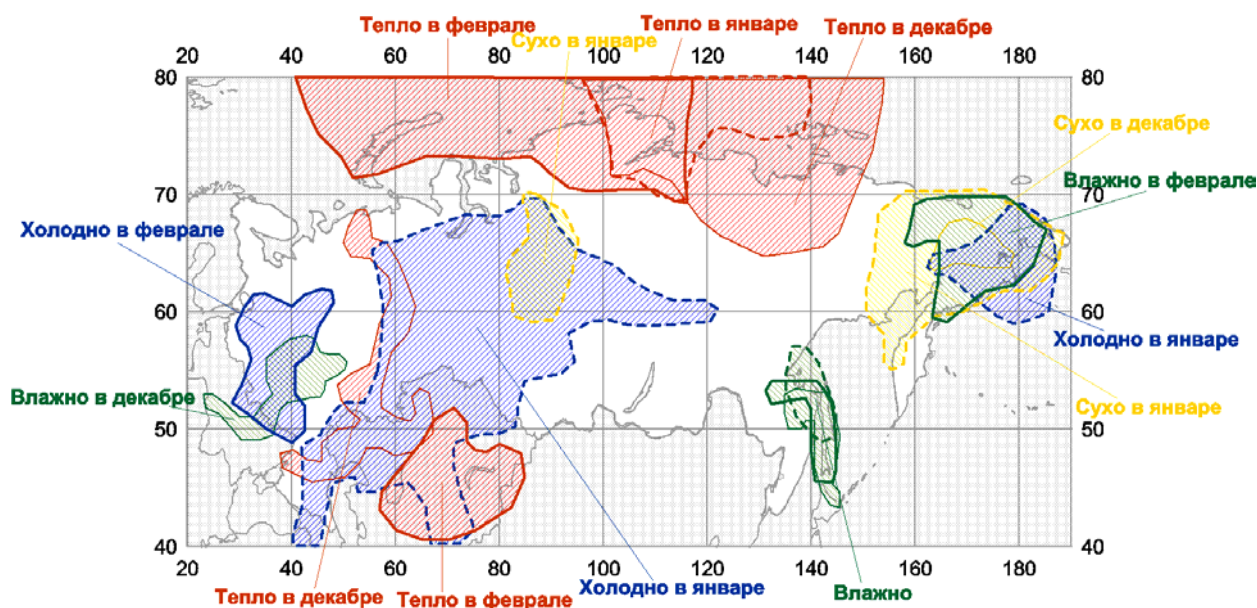 Тепло в феврале
Тепло в январе
Тепло в декабре
Сухо в январе
20 40 60 80 100 120 140 160 180
80 80
Сухо в декабре
70 70
Влажно в феврале
Холодно в феврале
60 60
Холодно в январе
Влажно в декабре
Сухо в январе
50 50
40 40
20 40 60 80 100 120 140 160 180
Тепло в декабре
Тепло в феврале
Холодно в январе
Влажно